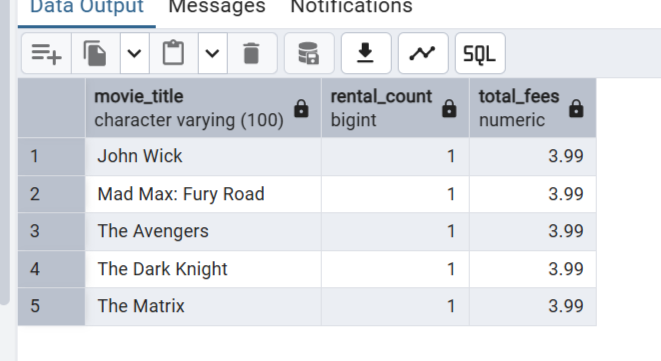 Data Output Messages Notifications
SQL
movie_title rental_count total_fees
character varying (100) bigint numeric
1 John Wick 1 3.99
2 Mad Max: Fury Road 1 3.99
3 The Avengers 1 3.99
4 The Dark Knight 1 3.99
5 The Matrix 1 3.99